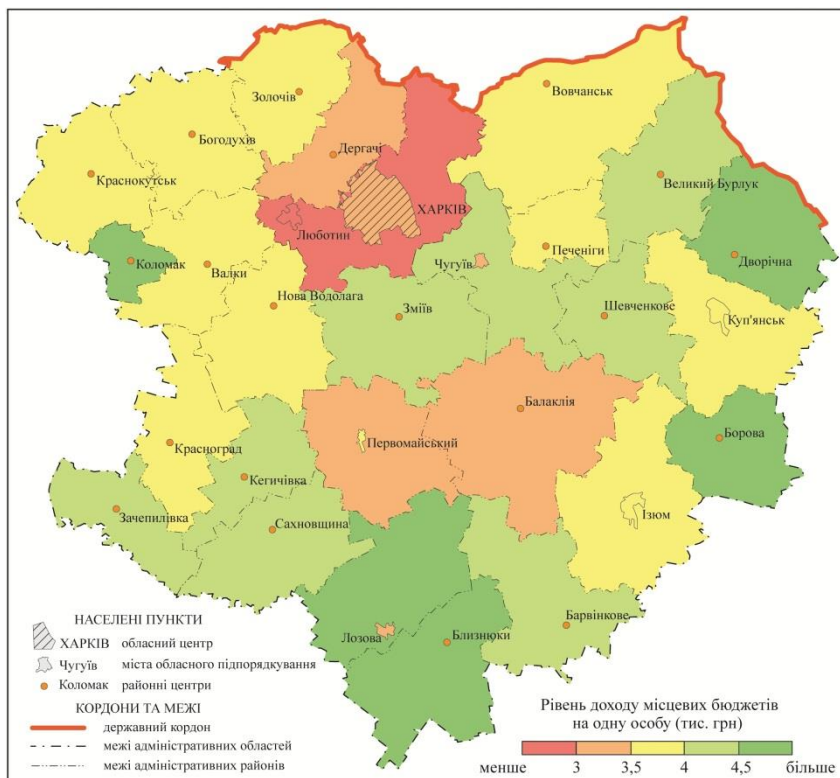 Золочів
Вовчанськ
Богодухів
Дергачі
Краснокутськ
Великий Бурлук
ХАРКІВ
Люботин
Печеніги
Коломак
Валки
Чугуїв
Дворічна
Нова Водолага
Зміїв
Шевченкове
Куп'янськ
Балаклія
Борова
Красноград
Первомайський
Кегичівка
Зачепилівка
Сахновщина
Ізюм
Барвінкове
Лозова
Близнюки
НАСЕЛЕНІ ПУНКТИ
ХАРКІВ обласний центр
Чугуїв міста обласного підпорядкування
Коломак районні центри
КОРДОНИ ТА МЕЖІ
державний кордон
межі адміністративних областей
межі адміністративних районів
Рівень доходу місцевих бюджетів
на одну особу (тис. грн)
менше 3 3,5 4 4,5 більше